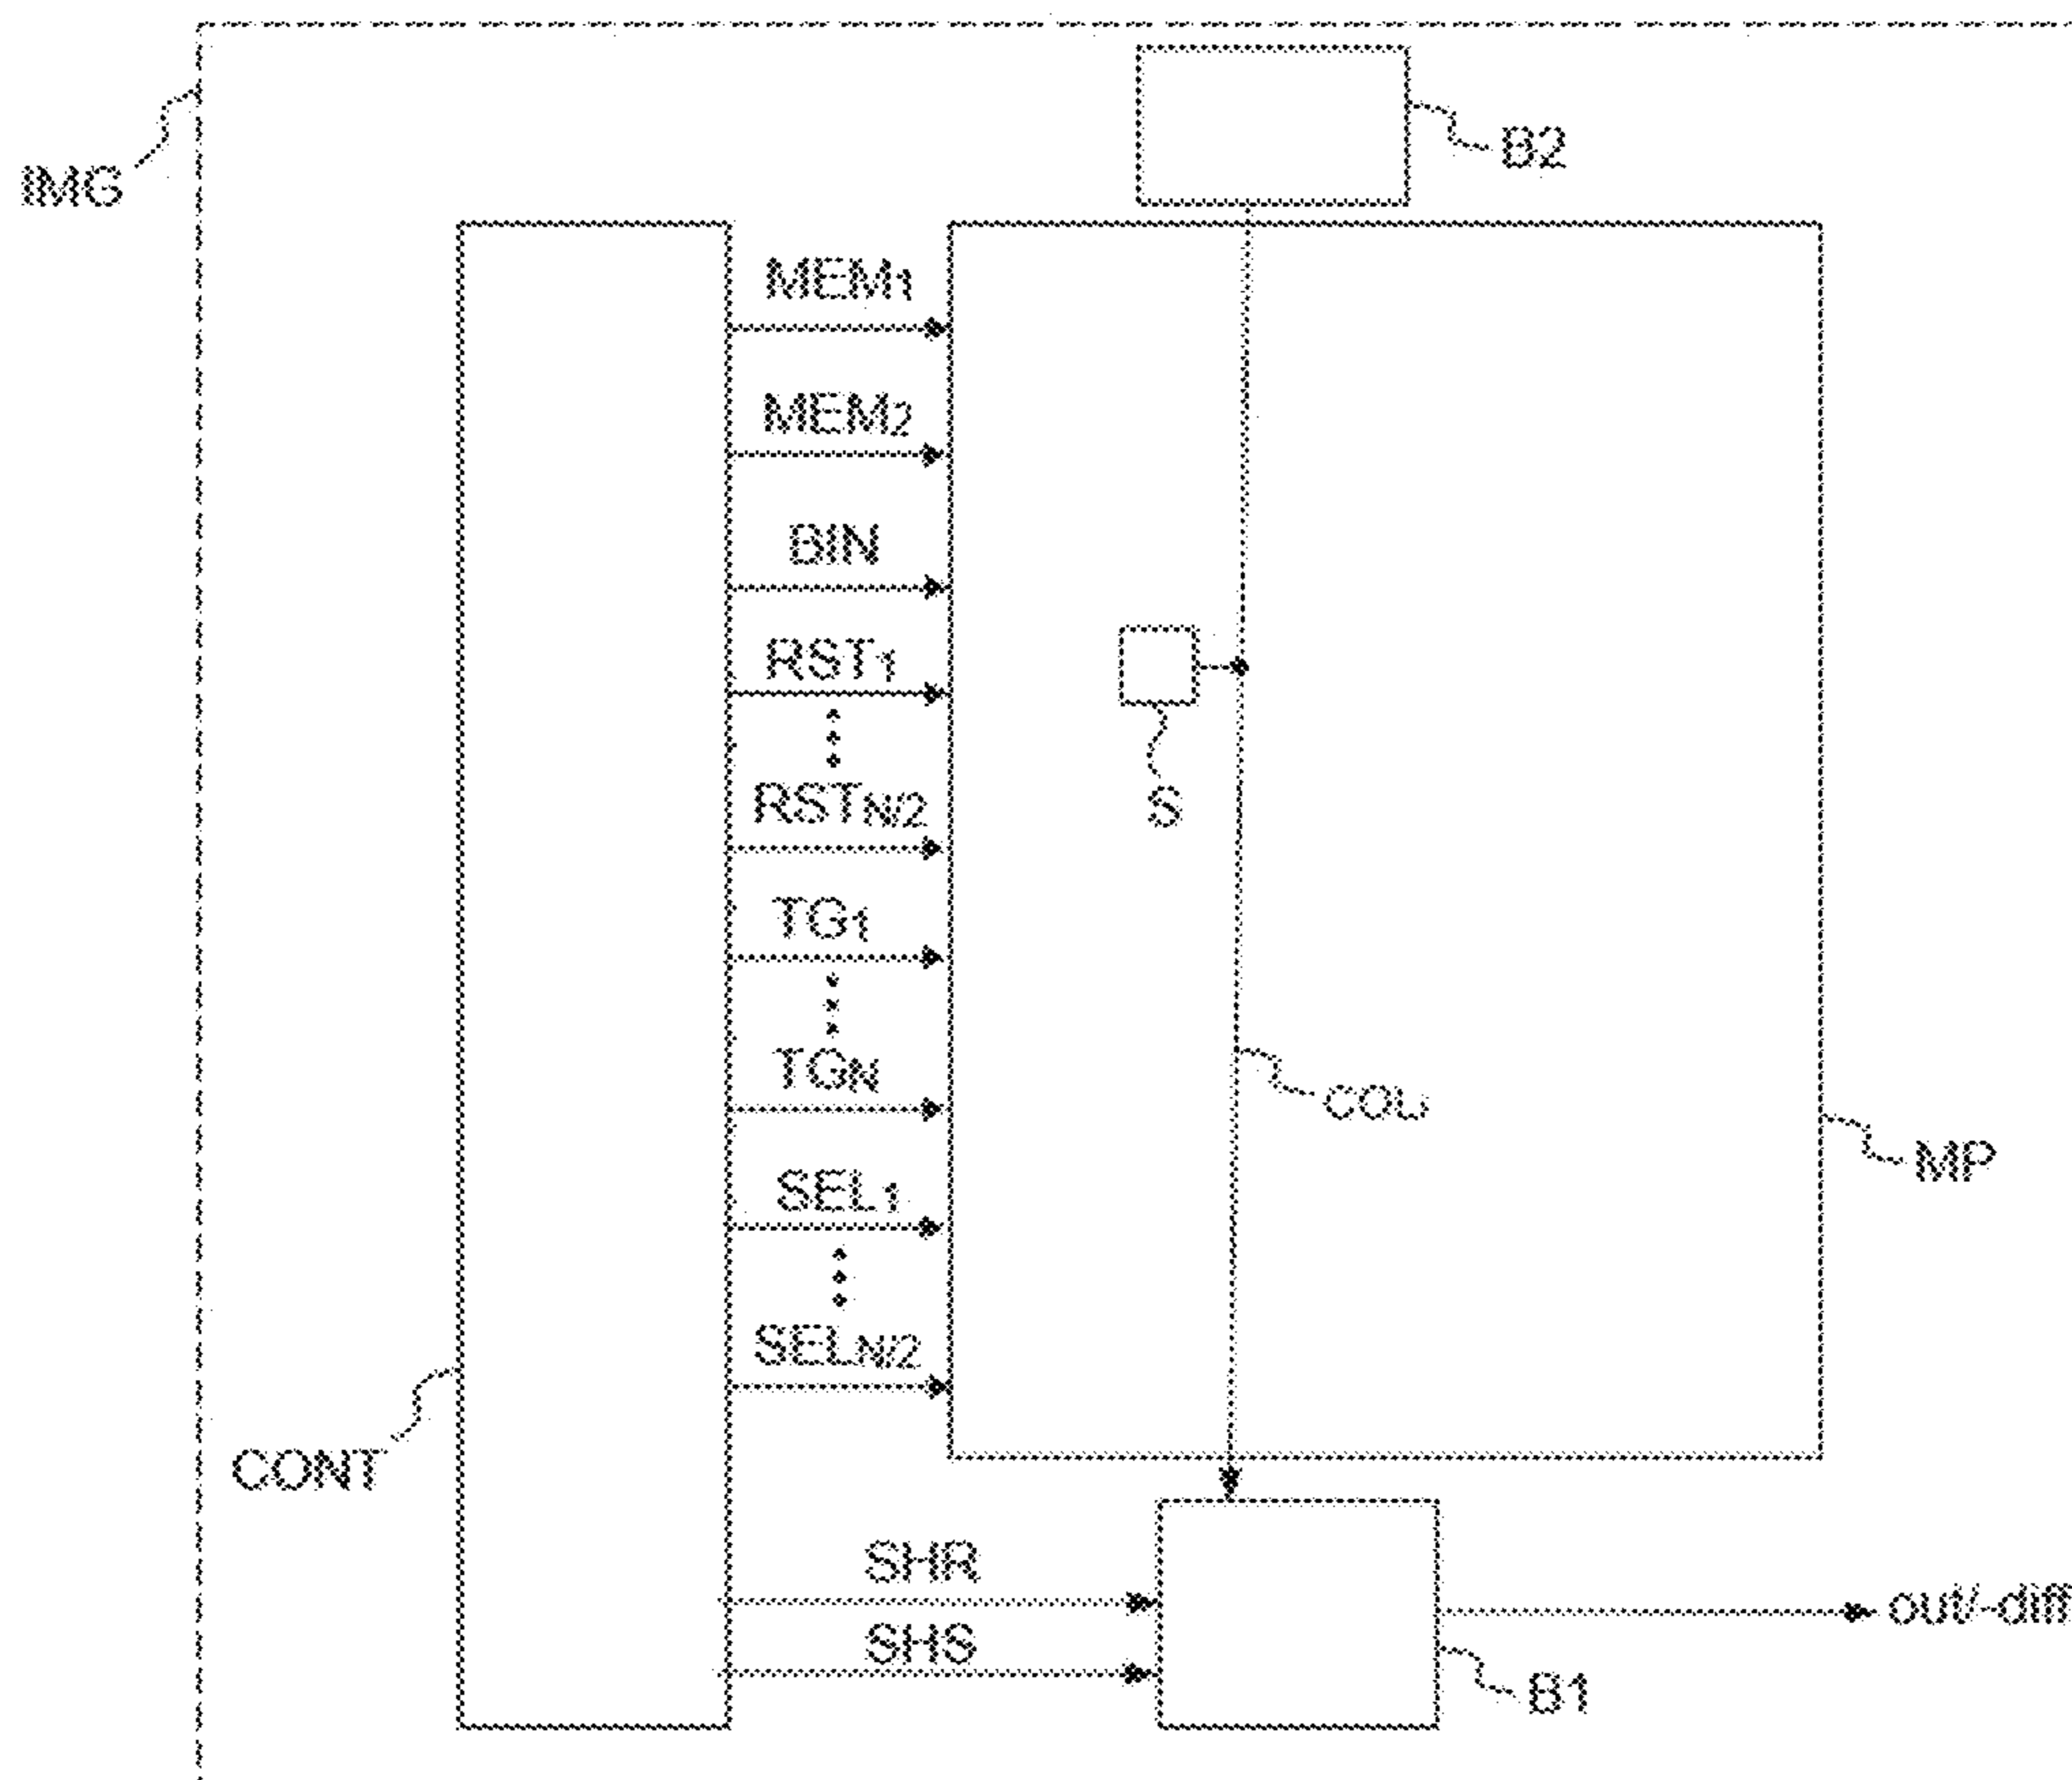 IMG
B2
MEM1
MEM2
BIN
RST1
RSTN/2
S
TG1
TGN
COL
MP
SEL1
SELN/2
CONT
SHR
SHS
out/-diff
B1